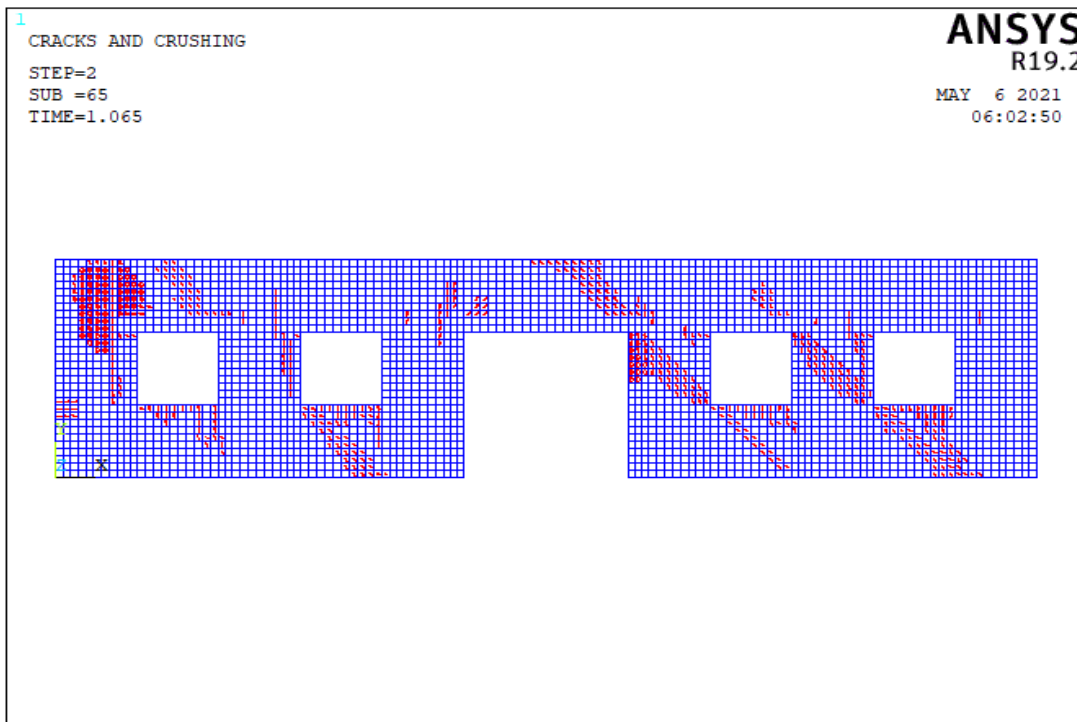 1
CRACKS AND CRUSHING
STEP=2
SUB =65
TIME=1.065
ANSYS
R19.2
MAY 6 2021
06:02:50
Y
Z X